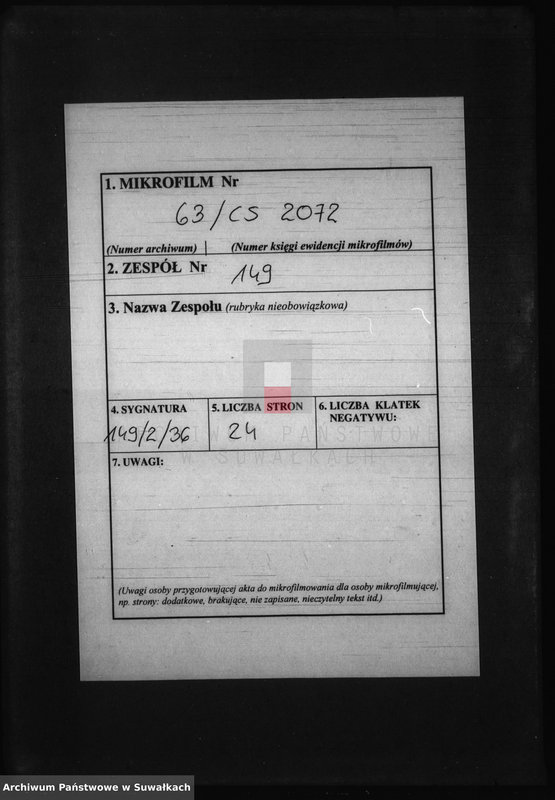 1. MIKROFILM Nr
63/CS 2072
(Numer archiwum) (Numer księgi ewidencji mikrofilmów)
2. ZESPÓŁ Nr 149
3. Nazwa Zespołu (rubryka nieobowiązkowa)
4. SYGNATURA
149/2/36
5. LICZBA STRON
24
6. LICZBA KLATEK
NEGATYWU:
ARCHIWUM PAŃSTWOWE
W SUWAŁKACH
7. UWAGI:
(Uwagi osoby przygotowującej akta do mikrofilmowania dla osoby mikrofilmującej,
np. strony: dodatkowe, brakujące, nie zapisane, nieczytelny tekst itd.)
Archiwum Państwowe w Suwałkach